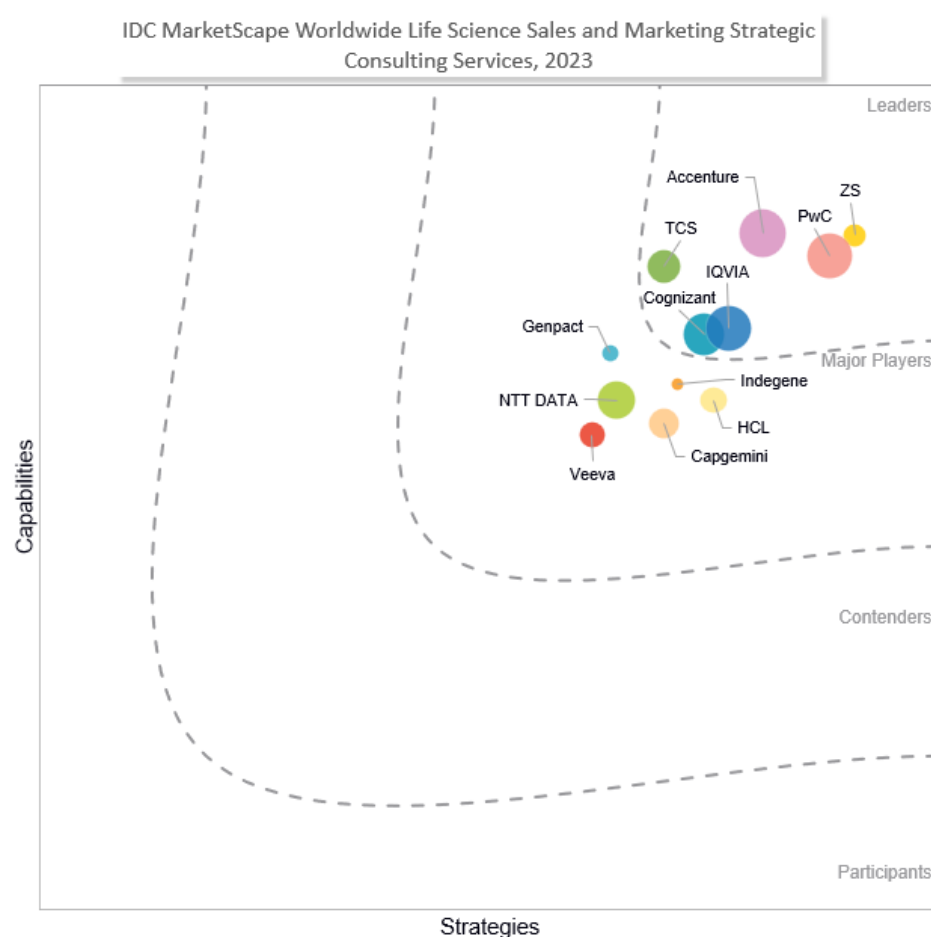 IDC MarketScape Worldwide Life Science Sales and Marketing Strategic
Consulting Services, 2023
Leaders
Accenture
ZS
PwC
TCS
IQVIA
Cognizant
Genpact
Major Players
Indegene
NTT DATA
HCL
Capgemini
Veeva
Capabilities
Contenders
Participants
Strategies